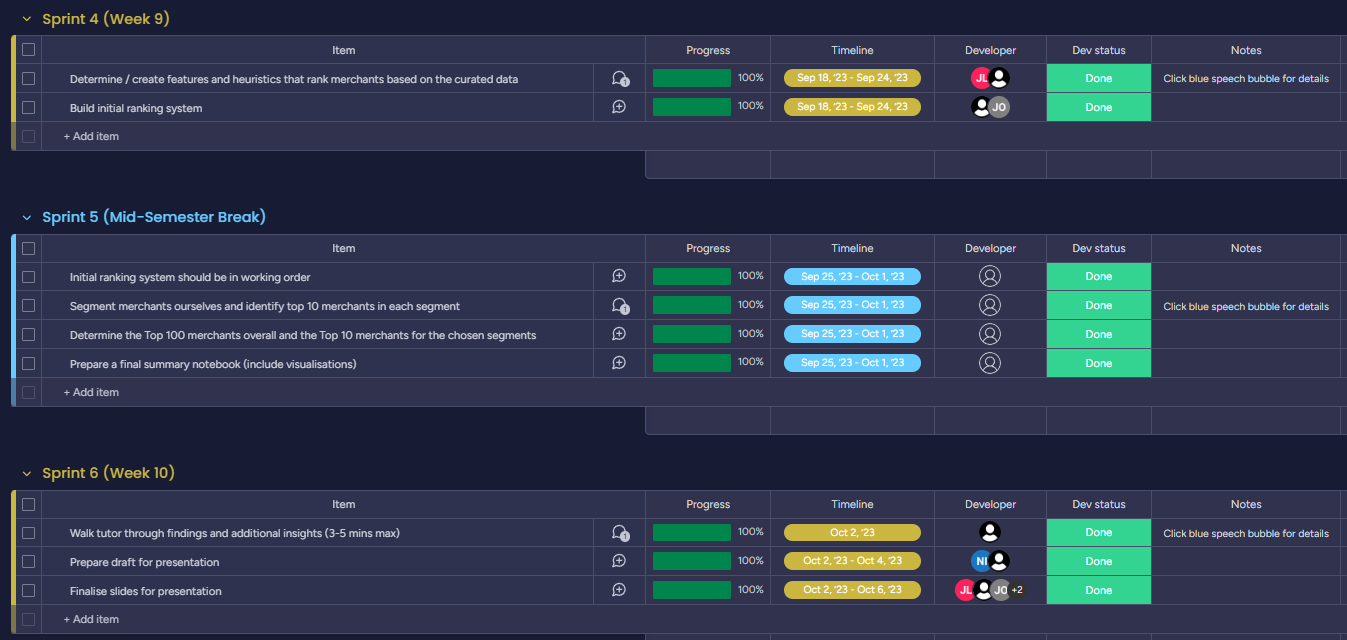 Sprint 4 (Week 9)
Item Progress Timeline Developer Dev status Notes
Determine / create features and heuristics that rank merchants based on the curated data 1 100% Sep 18, '23 - Sep 24, '23 JL Done Click blue speech bubble for details
Build initial ranking system 100% Sep 18, '23 - Sep 24, '23 JO Done
+ Add item
Sprint 5 (Mid-Semester Break)
Item Progress Timeline Developer Dev status Notes
Initial ranking system should be in working order 100% Sep 25, '23 - Oct 1, '23 Done
Segment merchants ourselves and identify top 10 merchants in each segment 1 100% Sep 25, '23 - Oct 1, '23 Done Click blue speech bubble for details
Determine the Top 100 merchants overall and the Top 10 merchants for the chosen segments 100% Sep 25, '23 - Oct 1, '23 Done
Prepare a final summary notebook (include visualisations) 100% Sep 25, '23 - Oct 1, '23 Done
+ Add item
Sprint 6 (Week 10)
Item Progress Timeline Developer Dev status Notes
Walk tutor through findings and additional insights (3-5 mins max) 1 100% Oct 2, '23 Done Click blue speech bubble for details
Prepare draft for presentation 100% Oct 2, '23 - Oct 4, '23 NI Done
Finalise slides for presentation 100% Oct 2, '23 - Oct 6, '23 JL JO +2 Done
+ Add item